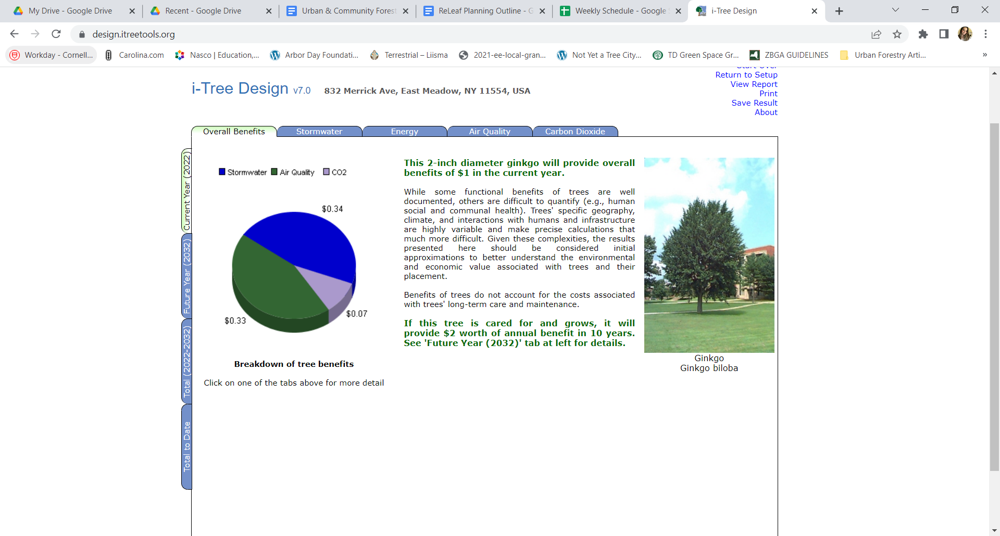 My Drive - Google Drive
Recent - Google Drive
Urban & Community Forest
ReLeaf Planning Outline - G
Weekly Schedule - Google S
i-Tree Design
design.itreetools.org
Workday - Cornell...
Carolina.com
Nasco | Education,...
Arbor Day Foundati...
Terrestrial – Liisma
2021-ee-local-gran...
Not Yet a Tree City...
TD Green Space Gr...
ZBGA GUIDELINES
Urban Forestry Arti...
»
Start Over
Return to Setup
View Report
Print
Save Result
About
i-Tree Design v7.0
832 Merrick Ave, East Meadow, NY 11554, USA
Overall Benefits
Stormwater
Energy
Air Quality
Carbon Dioxide
Current Year (2022)
Future Year (2032)
Total (2022-2032)
Total to Date
Stormwater
Air Quality
CO2
$0.34
$0.33
$0.07
Breakdown of tree benefits
Click on one of the tabs above for more detail
This 2-inch diameter ginkgo will provide overall
benefits of $1 in the current year.
While some functional benefits of trees are well
documented, others are difficult to quantify (e.g., human
social and communal health). Trees' specific geography,
climate, and interactions with humans and infrastructure
are highly variable and make precise calculations that
much more difficult. Given these complexities, the results
presented here should be considered initial
approximations to better understand the environmental
and economic value associated with trees and their
placement.
Benefits of trees do not account for the costs associated
with trees' long-term care and maintenance.
If this tree is cared for and grows, it will
provide $2 worth of annual benefit in 10 years.
See 'Future Year (2032)' tab at left for details.
Ginkgo
Ginkgo biloba